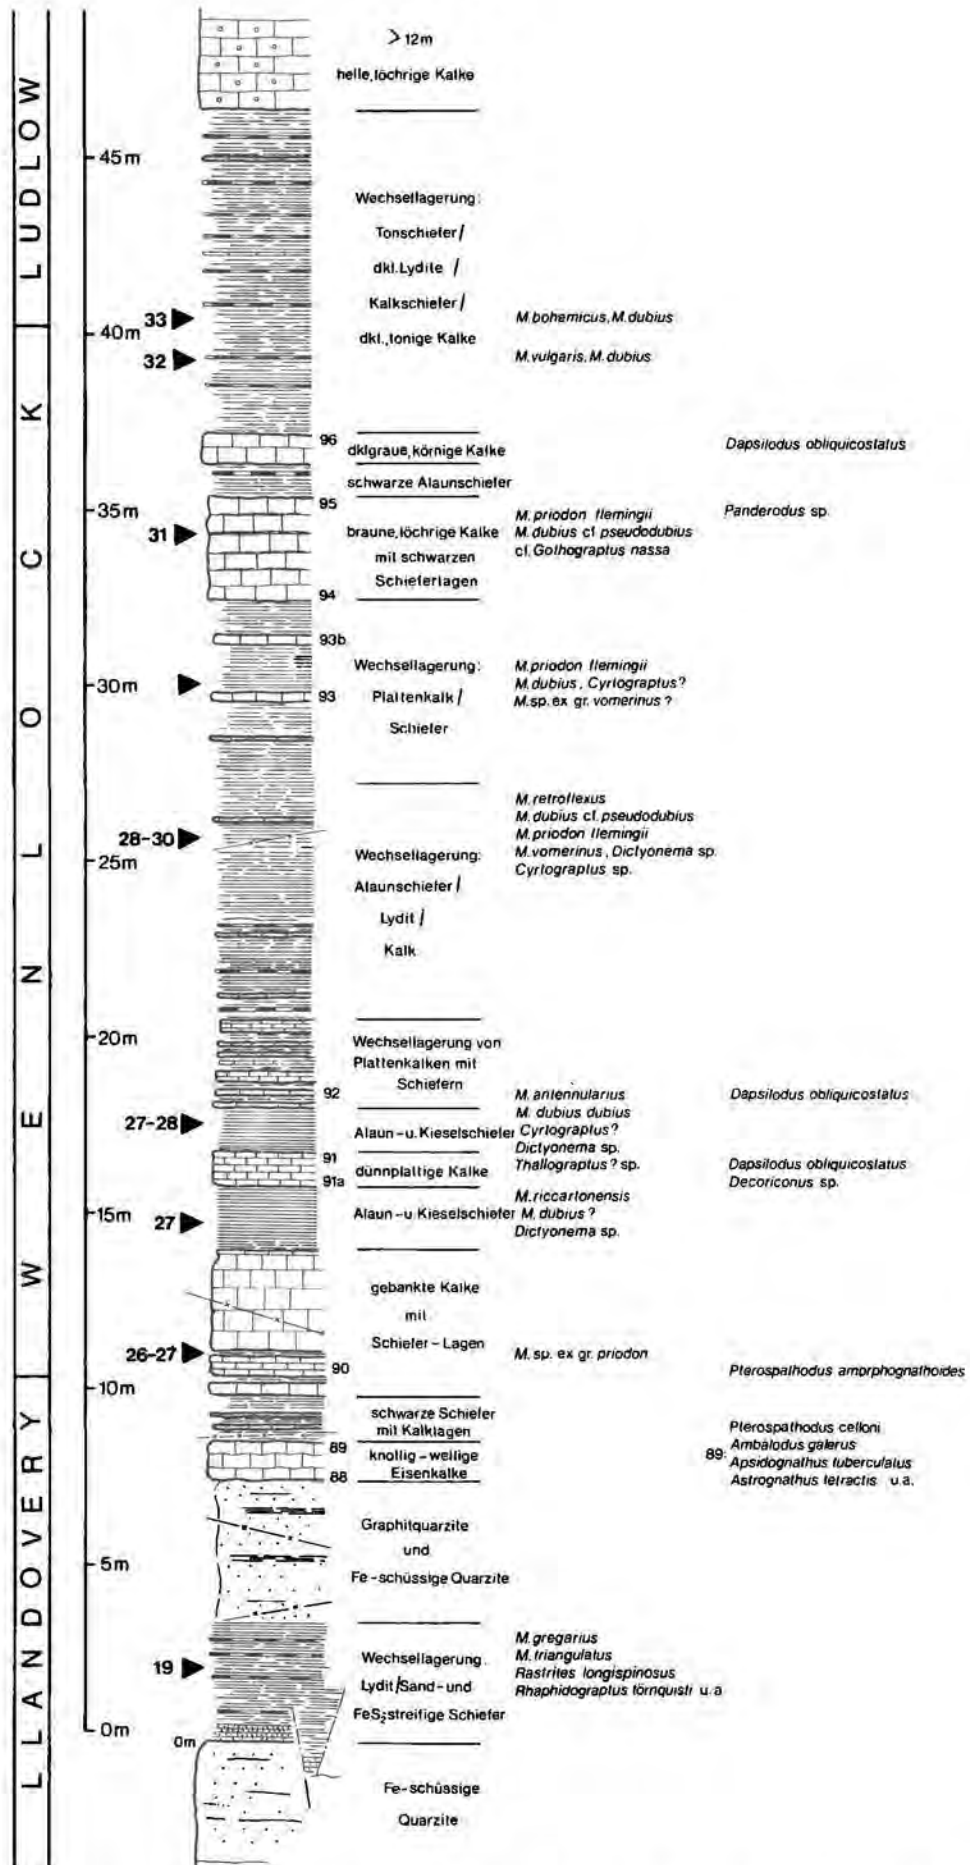 LUDLOW
WENLOCK
LLANDOVERY
> 12m
helle, löchrige Kalke
45m
Wechsellagerung:
Tonschiefer /
dkl. Lydite /
Kalkschiefer /
dkl., tonige Kalke
33
M. bohemicus, M. dubius
40m
32
M. vulgaris, M. dubius
96
dklgraue, körnige Kalke
Dapsilodus obliquicostatus
schwarze Alaunschiefer
95
35m
31
braune, löchrige Kalke
mit schwarzen
Schieferlagen
M. priodon flemingii
M. dubius cf. pseudodubius
cf. Gothograptus nassa
Panderodus sp.
94
93b
30m
Wechsellagerung:
Plattenkalk /
Schiefer
M. priodon flemingii
M. dubius, Cyrtograptus?
M. sp. ex gr. vomerinus ?
93
28-30
25m
Wechsellagerung:
Alaunschiefer /
Lydit /
Kalk
M. retroflexus
M. dubius cf. pseudodubius
M. priodon flemingii
M. vomerinus, Dictyonema sp.
Cyrtograptus sp.
20m
Wechsellagerung von
Plattenkalken mit
Schiefern
92
27-28
Alaun-u. Kieselschiefer
M. antennularius
M. dubius dubius
Cyrtograptus?
Dictyonema sp.
Thallograptus? sp.
Dapsilodus obliquicostatus
91
91a
dünnplattige Kalke
Dapsilodus obliquicostatus
Decoriconus sp.
15m
27
Alaun-u. Kieselschiefer
M. riccartonensis
M. dubius ?
Dictyonema sp.
gebankte Kalke
mit
Schiefer-Lagen
26-27
M. sp. ex gr. priodon
90
Pterospathodus amorphognathoides
10m
schwarze Schiefer
mit Kalklagen
89
88
knollig-wellige
Eisenkalke
89:
Pterospathodus celloni
Ambalodus galerus
Apsidognathus tuberculatus
Astrognathus tetractis u.a.
Graphitquarzite
und
Fe-schüssige Quarzite
5m
19
Wechsellagerung:
Lydit/Sand-und
FeS₂streifige Schiefer
M. gregarius
M. triangulatus
Rastrites longispinosus
Rhaphidograptus törnquisti u.a
0m
0m
Fe-schüssige
Quarzite